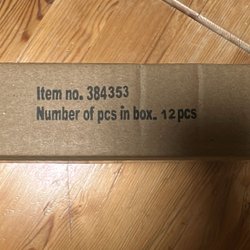 Item no. 384353
Number of pcs in box.. 12 pcs